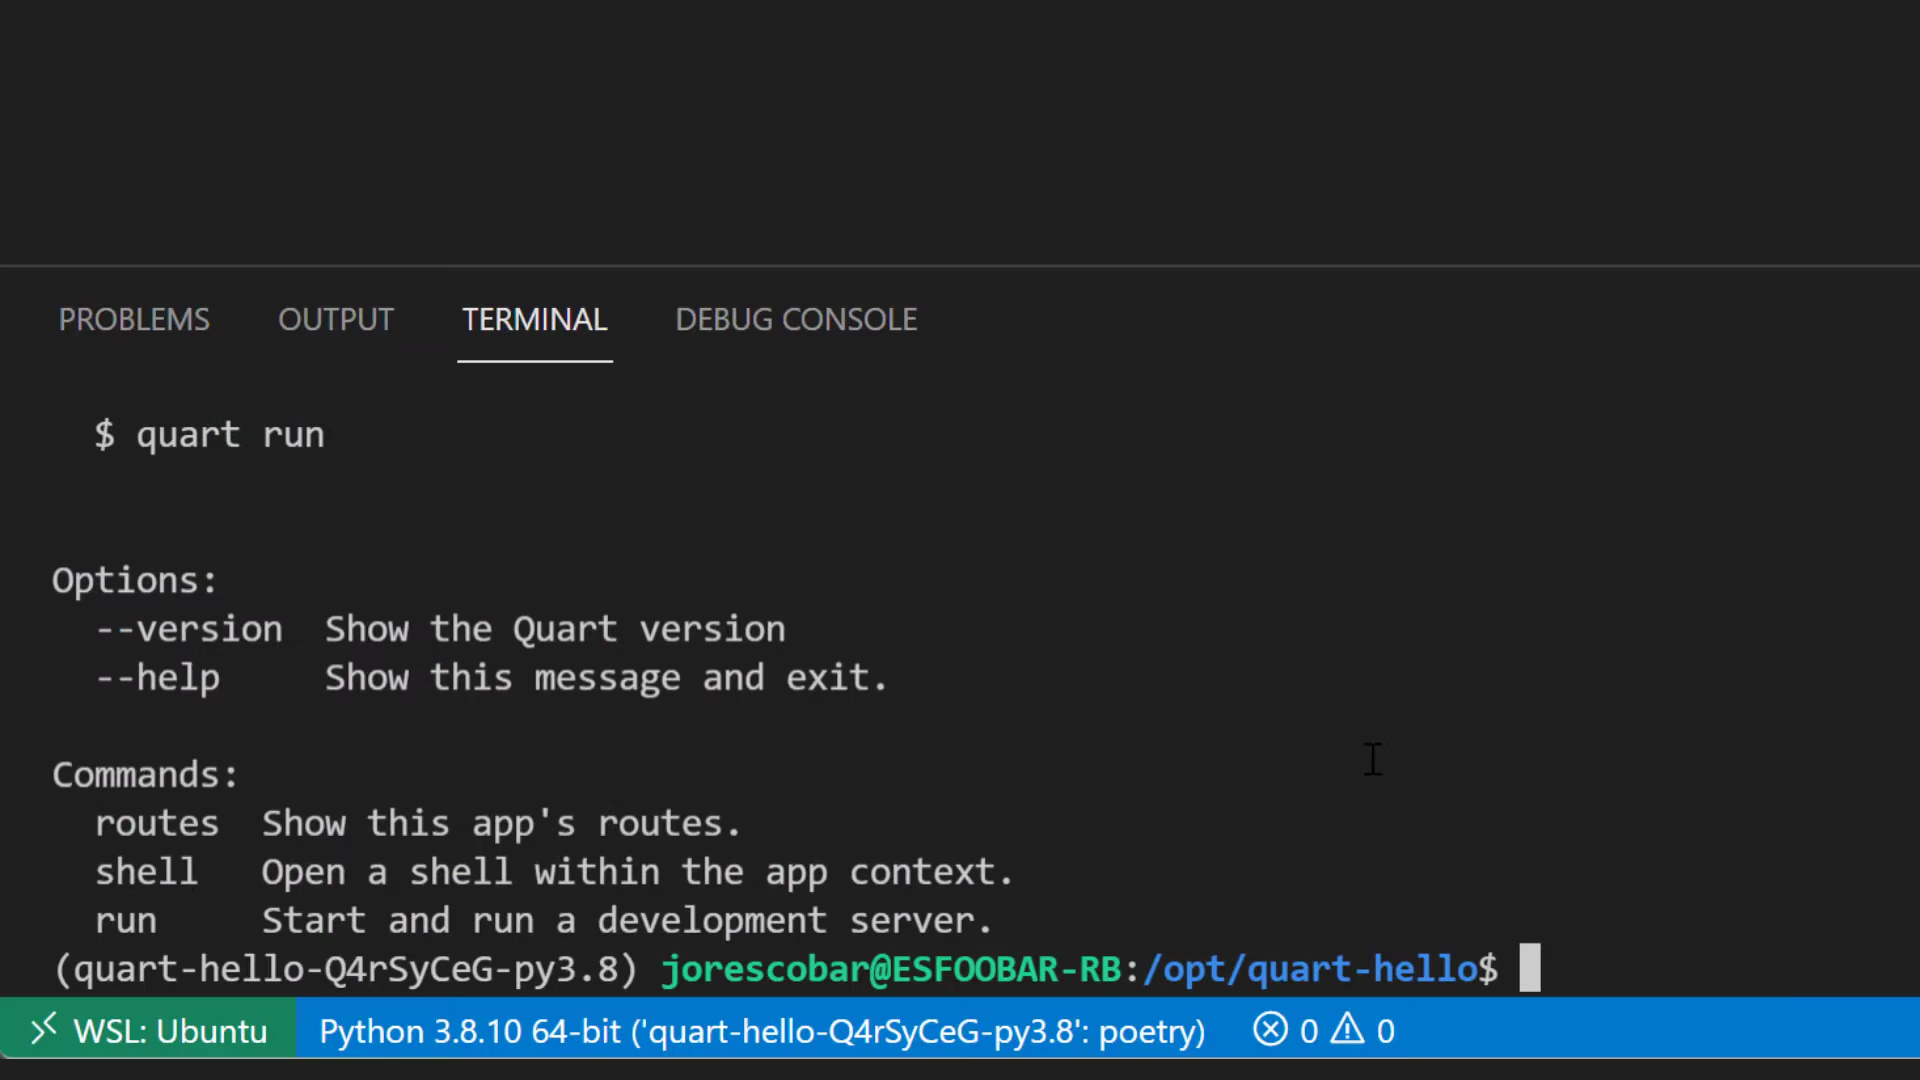 PROBLEMS OUTPUT TERMINAL DEBUG CONSOLE
$ quart run
Options:
--version Show the Quart version
--help Show this message and exit.
Commands:
routes Show this app's routes.
shell Open a shell within the app context.
run Start and run a development server.
(quart-hello-Q4rSyCeG-py3.8) jorescobar@ESFOOBAR-RB:/opt/quart-hello$
WSL: Ubuntu Python 3.8.10 64-bit ('quart-hello-Q4rSyCeG-py3.8': poetry) 0 0